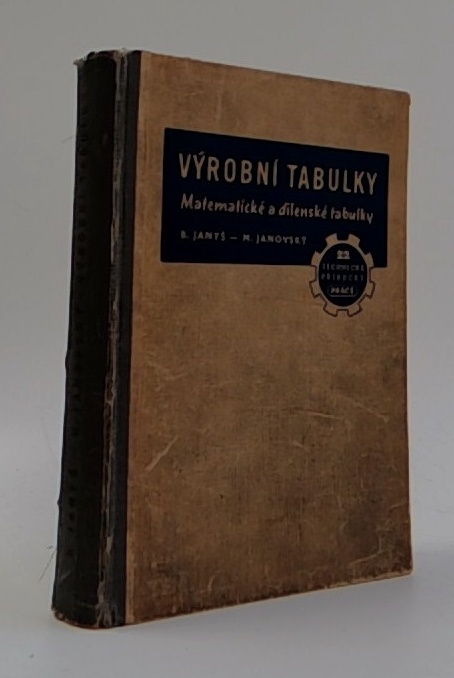 VÝROBNÍ TABULKY
Matematické a dílenské tabulky
B. JANYŠ — M. JANOVSKÝ
22
TECHNICKÉ
PŘÍRUČKY
PRÁCE